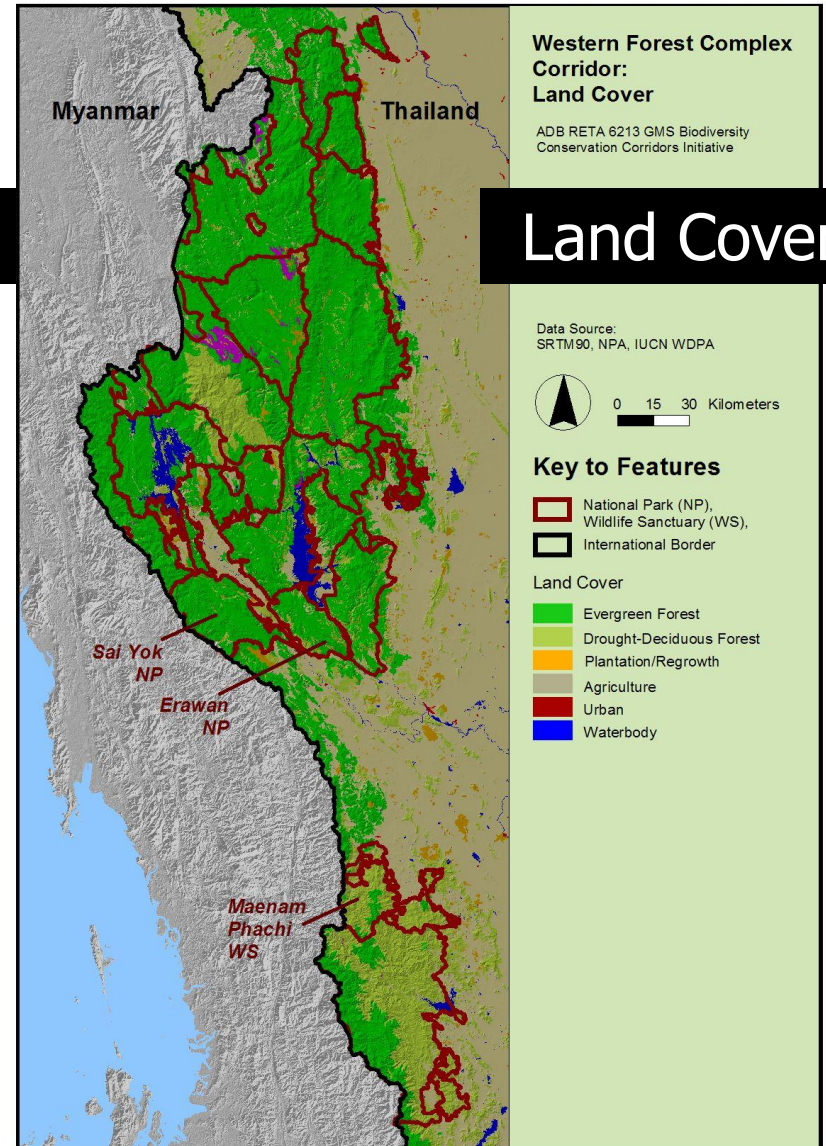 Western Forest Complex
Corridor:
Land Cover
ADB RETA 6213 GMS Biodiversity
Conservation Corridors Initiative
Myanmar
Thailand
Land Cover
Data Source:
SRTM90, NPA, IUCN WDPA
0 15 30 Kilometers
Key to Features
National Park (NP),
Wildlife Sanctuary (WS),
International Border
Land Cover
Evergreen Forest
Drought-Deciduous Forest
Plantation/Regrowth
Agriculture
Urban
Waterbody
Sai Yok
NP
Erawan
NP
Maenam
Phachi
WS